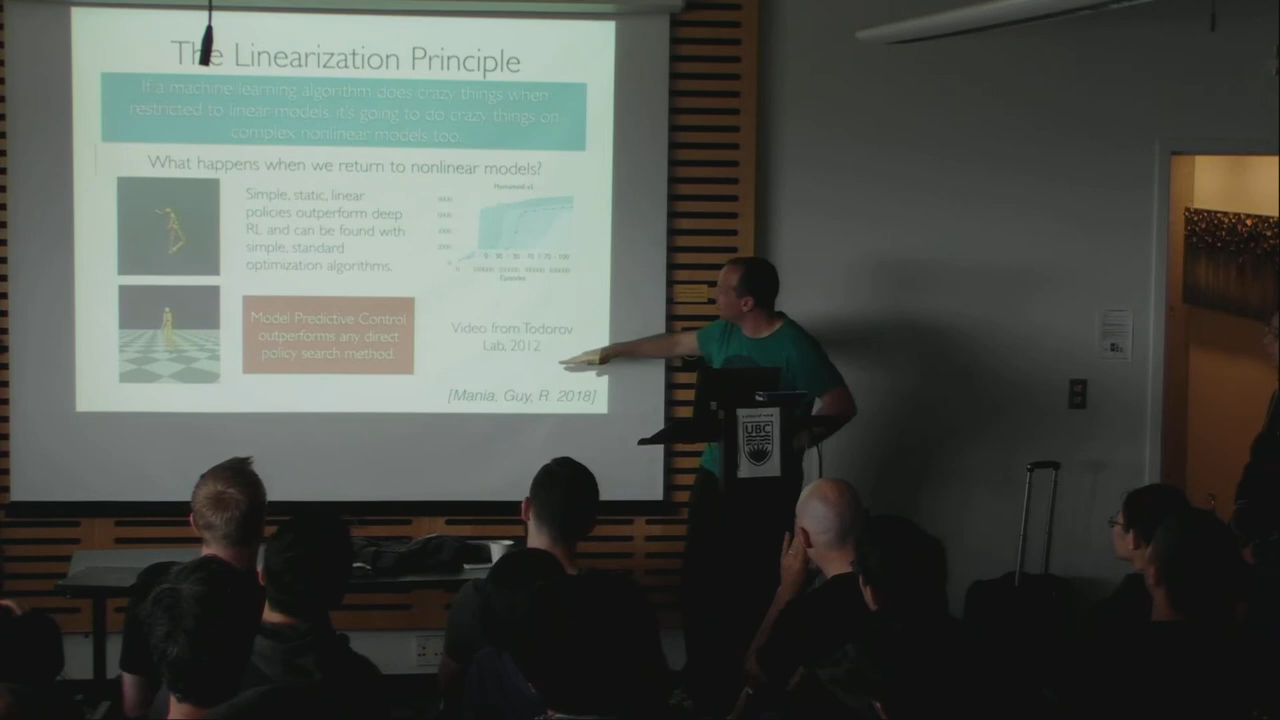 The Linearization Principle
If a machine learning algorithm does crazy things when
restricted to linear models, it's going to do crazy things on
complex nonlinear models too.
What happens when we return to nonlinear models?
Simple, static, linear
policies outperform deep
RL and can be found with
simple, standard
optimization algorithms.
Humanoid-v1
Episodes
Model Predictive Control
outperforms any direct
policy search method.
Video from Todorov
Lab, 2012
[Mania, Guy, R. 2018]
UBC